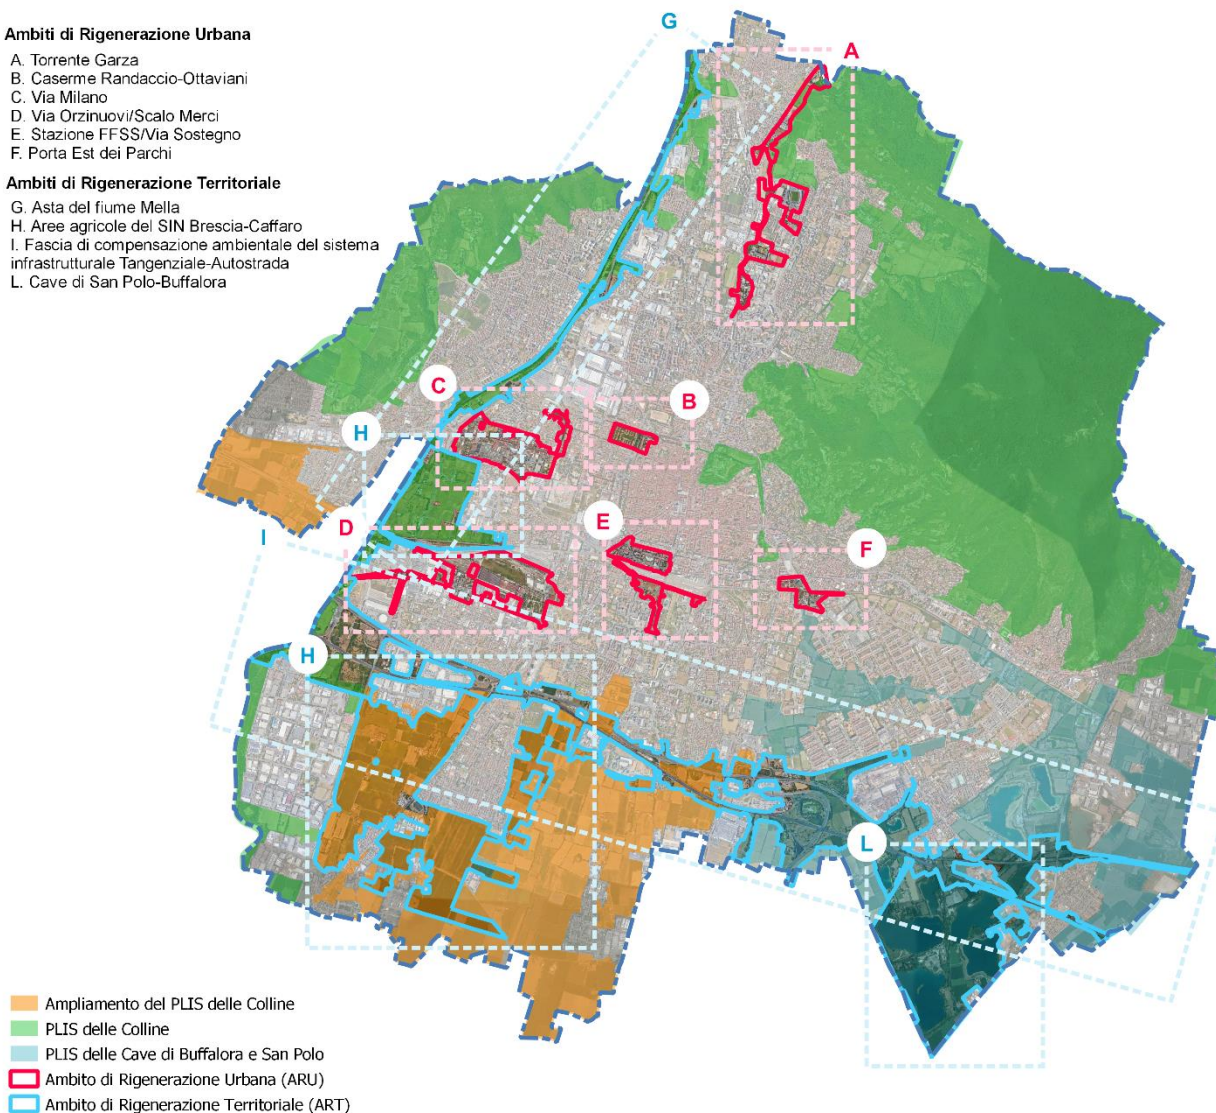 Ambiti di Rigenerazione Urbana
A. Torrente Garza
B. Caserme Randaccio-Ottaviani
C. Via Milano
D. Via Orzinuovi/Scalo Merci
E. Stazione FFSS/Via Sostegno
F. Porta Est dei Parchi
Ambiti di Rigenerazione Territoriale
G. Asta del fiume Mella
H. Aree agricole del SIN Brescia-Caffaro
I. Fascia di compensazione ambientale del sistema
infrastrutturale Tangenziale-Autostrada
L. Cave di San Polo-Buffalora
G
A
C
B
H
D
E
I
F
H
L
Ampliamento del PLIS delle Colline
PLIS delle Colline
PLIS delle Cave di Buffalora e San Polo
Ambito di Rigenerazione Urbana (ARU)
Ambito di Rigenerazione Territoriale (ART)